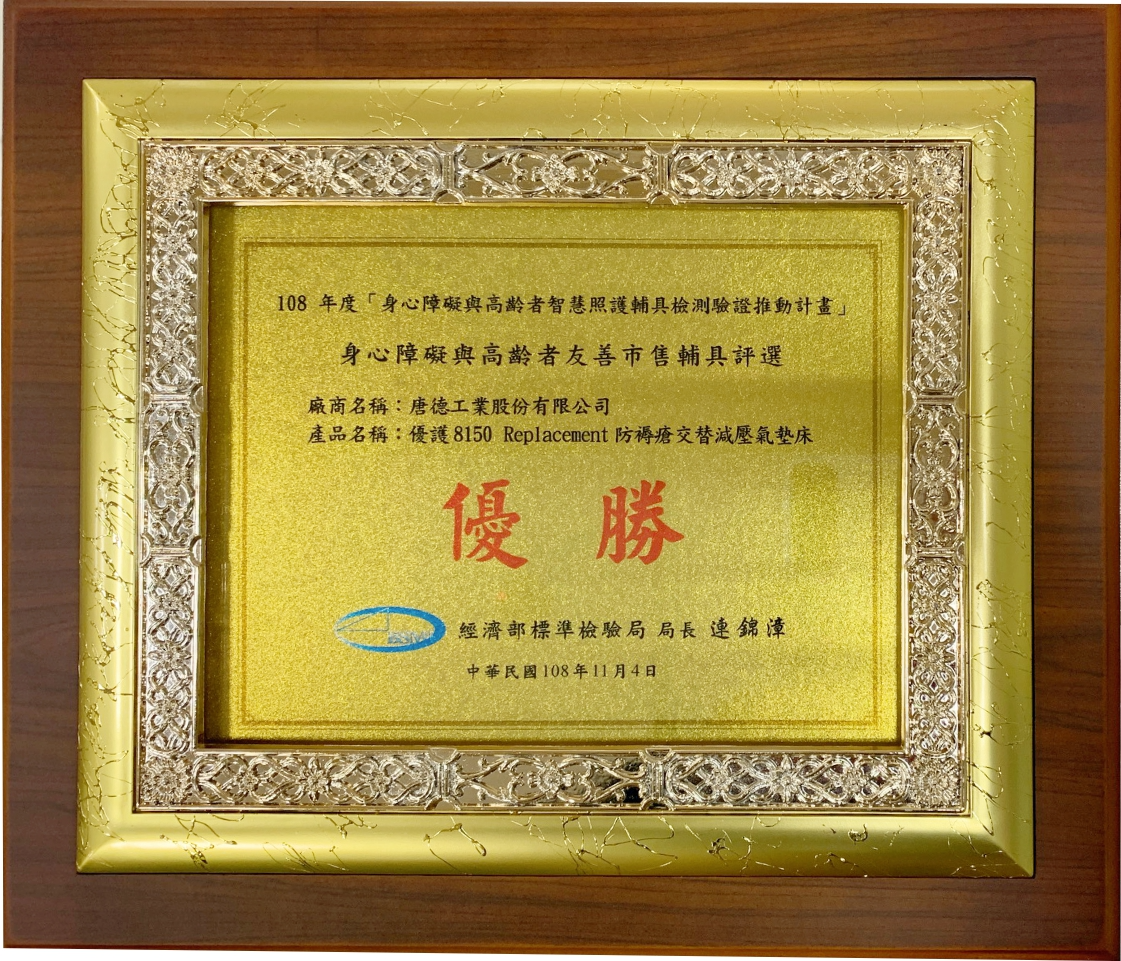 108 年度「身心障礙與高齡者智慧照護輔具檢測驗證推動計畫」
身心障礙與高齡者友善市售輔具評選
廠商名稱：唐德工業股份有限公司
產品名稱：優護8150 Replacement 防褥瘡交替減壓氣墊床
優 勝
經濟部標準檢驗局 局長 連錦漳
中華民國108年11月4日